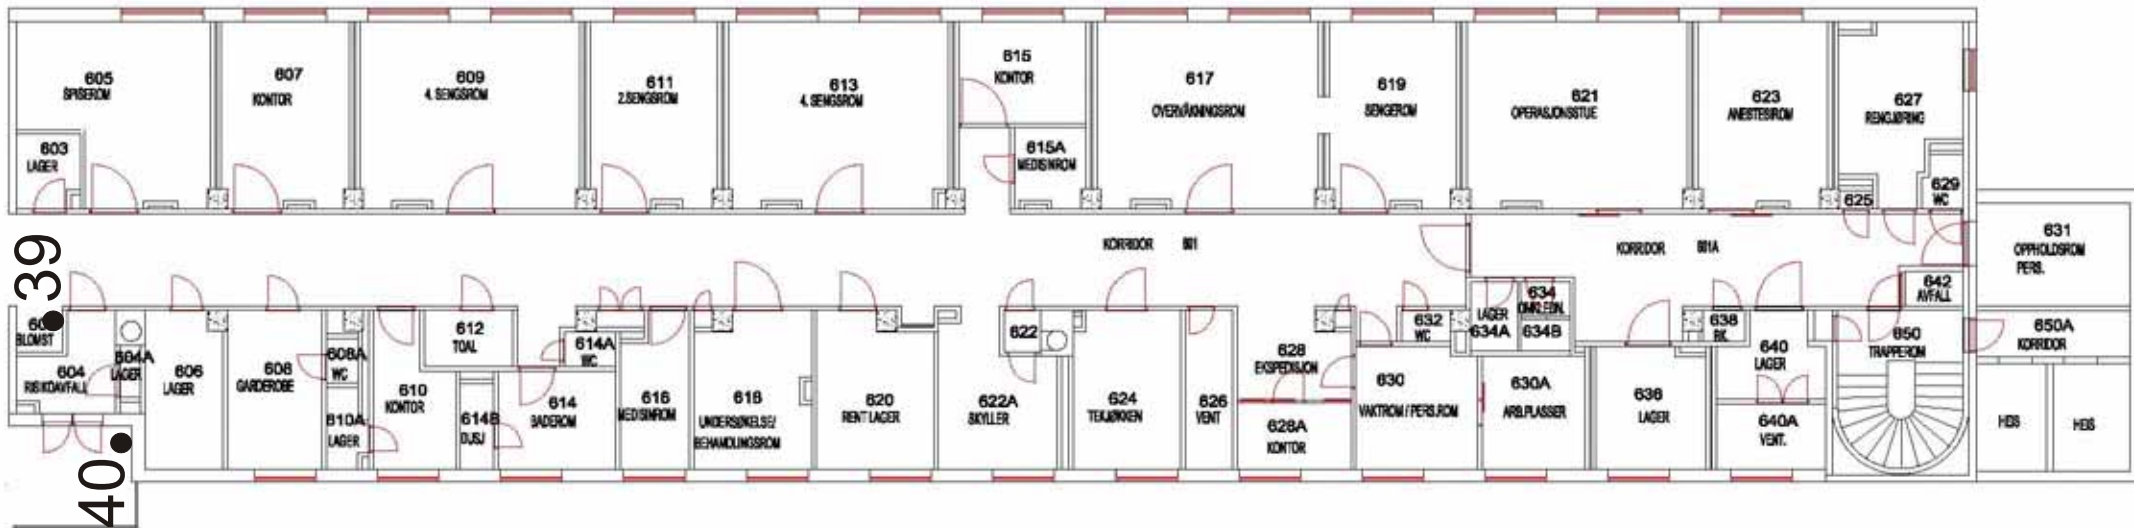 605
SPISEROM
607
KONTOR
609
4. SENGSROM
611
2.SENGSROM
613
4. SENGSROM
615
KONTOR
617
OVERVÅKNINGSROM
619
SENGEROM
621
OPERASJONSSTUE
623
ANESTESIROM
627
RENGJØRING
603
LAGER
615A
MEDISINROM
625
629
WC
KORRIDOR 601
KORRIDOR 601A
631
OPPHOLDSROM
PERS.
642
AVFALL
39
BLOMST
604
RISIKOAVFALL
604A
LAGER
606
LAGER
608
GARDEROBE
608A
WC
610A
LAGER
610
KONTOR
612
TOAL
614B
DUSJ
614
BADEROM
614A
WC
616
MEDISINROM
618
UNDERSØKELSE/
BEHANDLINGSROM
620
RENT LAGER
622
622A
SKYLLER
624
TEKJØKKEN
626
VENT
628
EKSPEDISJON
628A
KONTOR
630
VAKTROM / PERS.ROM
632
WC
LAGER
634A
634
OMKLEDN.
634B
630A
ARB.PLASSER
636
LAGER
638
BK.
640
LAGER
640A
VENT.
650
TRAPPEROM
650A
KORRIDOR
HEIS
HEIS
40